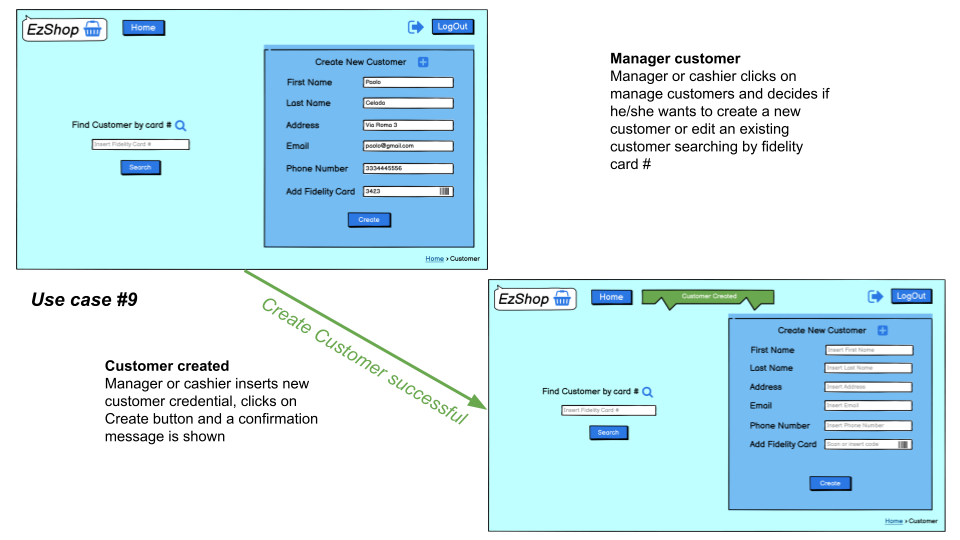 EzShop
Home
LogOut
Create New Customer
First Name
Paolo
Last Name
Celada
Address
Via Roma 3
Email
paolo@gmail.com
Phone Number
3334445556
Add Fidelity Card
3423
Create
Find Customer by card #
Insert Fidelity Card #
Search
Home › Customer
Manager customer
Manager or cashier clicks on
manage customers and decides if
he/she wants to create a new
customer or edit an existing
customer searching by fidelity
card #
Use case #9
Create Customer successful
Customer created
Manager or cashier inserts new
customer credential, clicks on
Create button and a confirmation
message is shown
EzShop
Home
Customer Created
LogOut
Create New Customer
First Name
Insert First Name
Last Name
Insert Last Name
Address
Insert Address
Email
Insert Email
Phone Number
Insert Phone Number
Add Fidelity Card
Scan or insert code
Create
Find Customer by card #
Insert Fidelity Card #
Search
Home › Customer